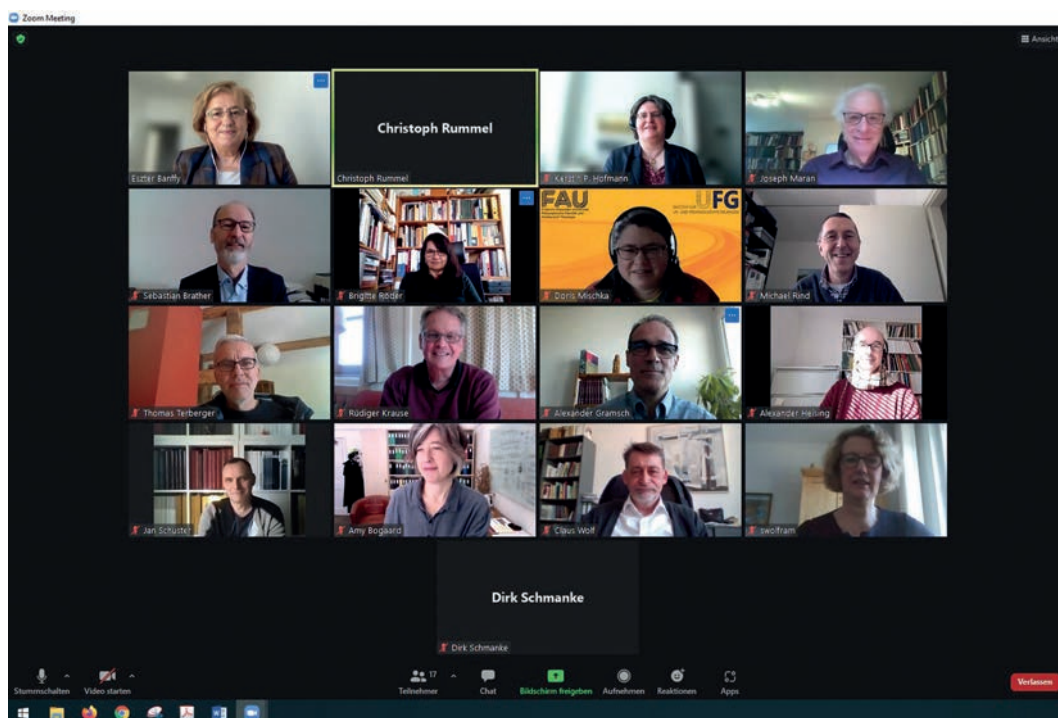 Zoom Meeting
Ansicht
Christoph Rummel
Eszter Banffy
Christoph Rummel
Kerstin P. Hofmann
Joseph Maran
FAU
UFG
Sebastian Brather
Brigitte Röder
Doris Mischka
Michael Rind
Thomas Terberger
Rüdiger Krause
Alexander Gramsch
Alexander Heising
Jan Schuster
Amy Bogaard
Claus Wolf
swolfram
Dirk Schmanke
Dirk Schmanke
17
Stummschalten
Video starten
Teilnehmer
Chat
Bildschirm freigeben
Aufnehmen
Reaktionen
Apps
Verlassen